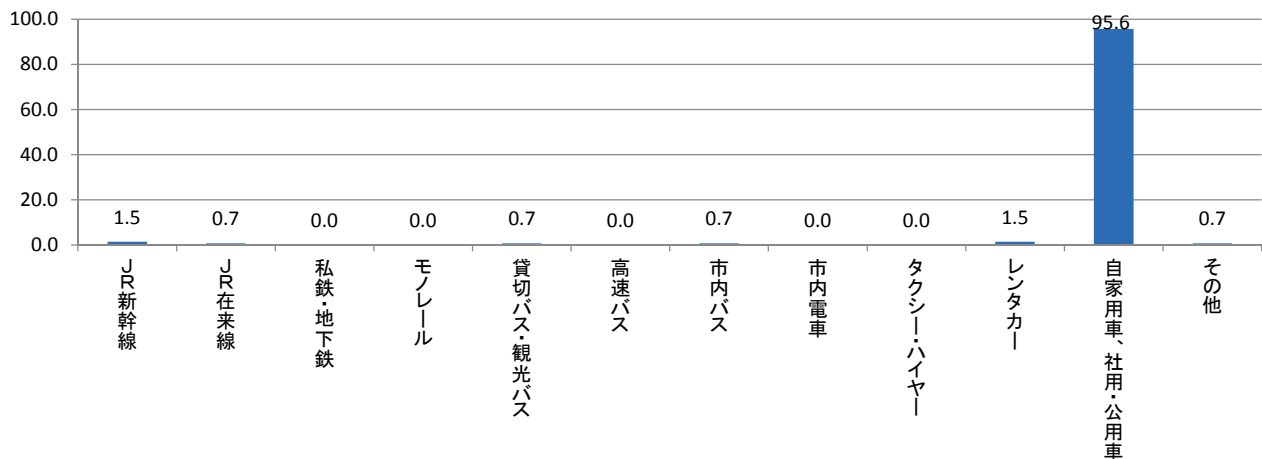 100.0
80.0
60.0
40.0
20.0
0.0
1.5
0.7
0.0
0.0
0.7
0.0
0.7
0.0
0.0
1.5
95.6
0.7
ＪＲ新幹線
ＪＲ在来線
私鉄・地下鉄
モノレール
貸切バス・観光バス
高速バス
市内バス
市内電車
タクシー・ハイヤー
レンタカー
自家用車、社用・公用車
その他